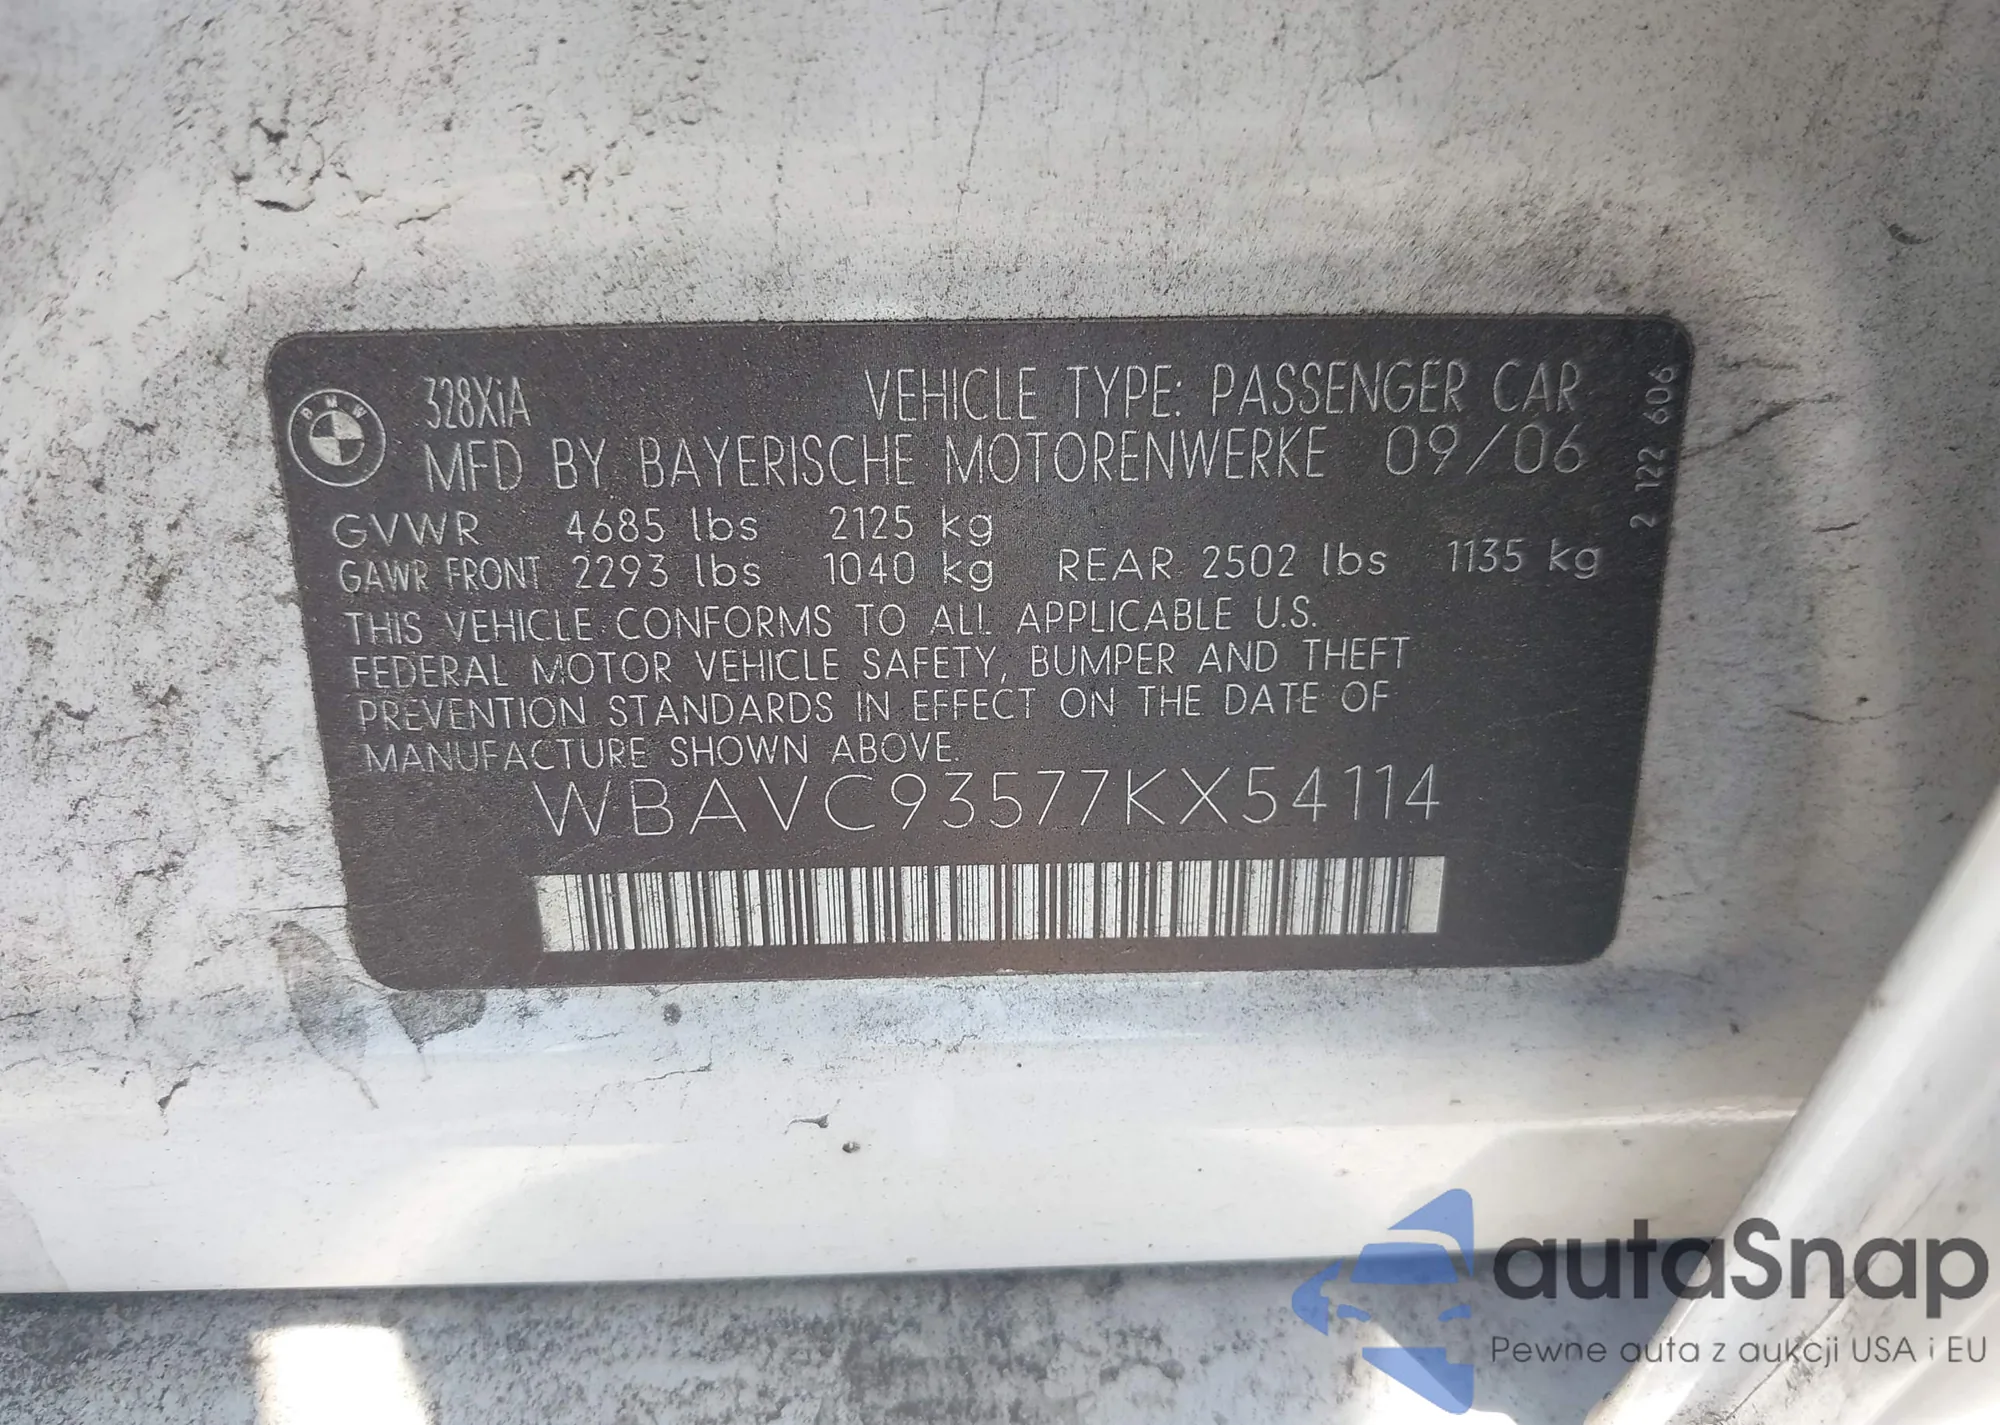 BMW
328XiA
VEHICLE TYPE: PASSENGER CAR
MFD BY BAYERISCHE MOTORENWERKE 09/06
GVWR 4685 lbs 2125 kg
GAWR FRONT 2293 lbs 1040 kg REAR 2502 lbs 1135 kg
THIS VEHICLE CONFORMS TO ALL APPLICABLE U.S.
FEDERAL MOTOR VEHICLE SAFETY, BUMPER AND THEFT
PREVENTION STANDARDS IN EFFECT ON THE DATE OF
MANUFACTURE SHOWN ABOVE.
WBAVC93577KX54114
2 122 606
autaSnap
Pewne auta z aukcji USA i EU